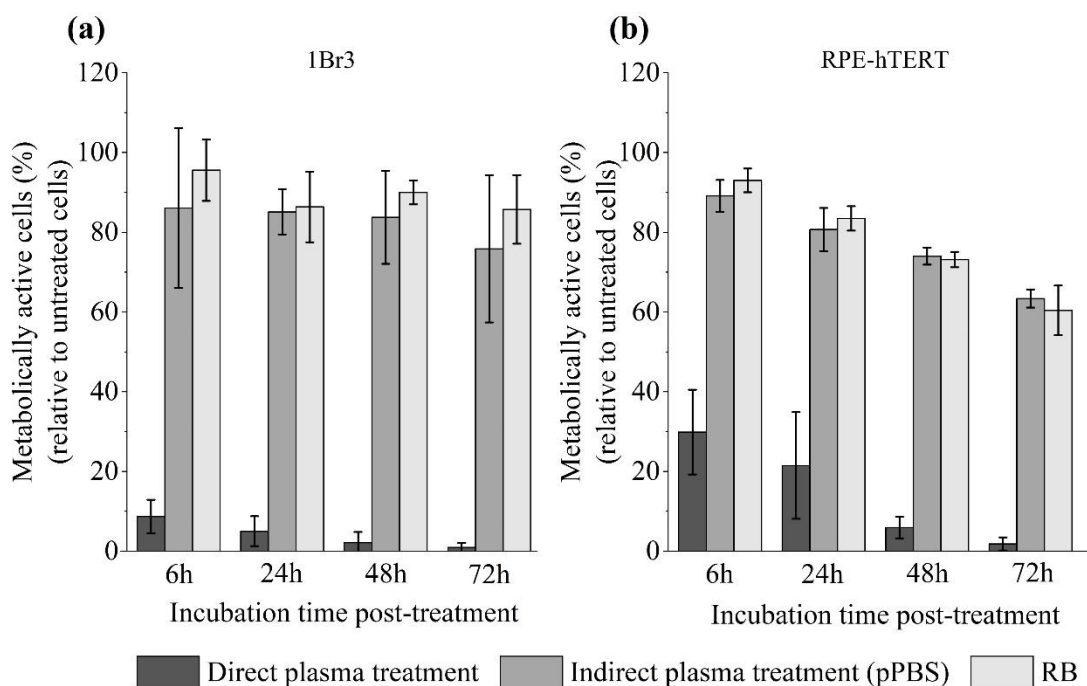 (a)
1Br3
Metabolically active cells (%)
(relative to untreated cells)
120
100
80
60
40
20
0
6h 24h 48h 72h
Incubation time post-treatment
(b)
RPE-hTERT
Metabolically active cells (%)
(relative to untreated cells)
120
100
80
60
40
20
0
6h 24h 48h 72h
Incubation time post-treatment
Direct plasma treatment Indirect plasma treatment (pPBS) RB